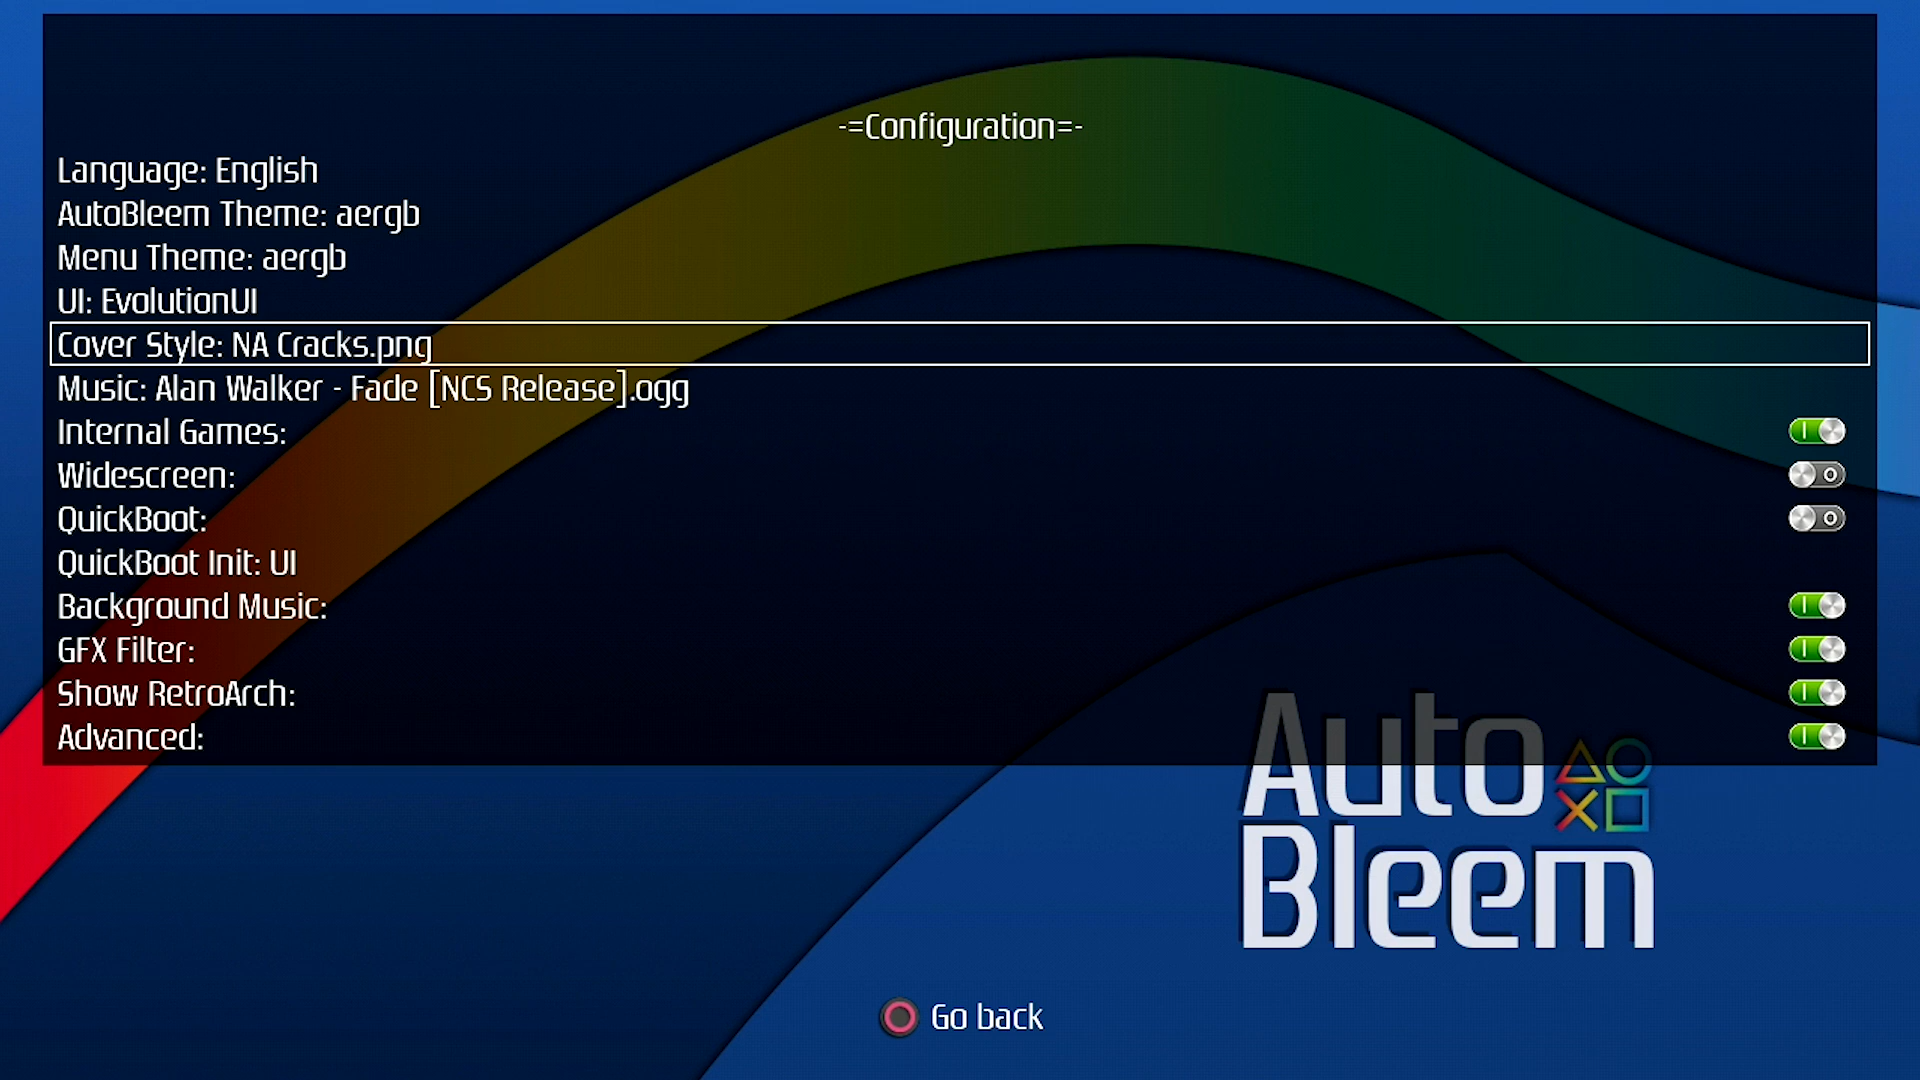 -=Configuration=-
Language: English
AutoBleem Theme: aergb
Menu Theme: aergb
UI: EvolutionUI
Cover Style: NA Cracks.png
Music: Alan Walker - Fade [NCS Release].ogg
Internal Games:
Widescreen:
QuickBoot:
QuickBoot Init: UI
Background Music:
GFX Filter:
Show RetroArch:
Advanced:
Auto
Bleem
Go back